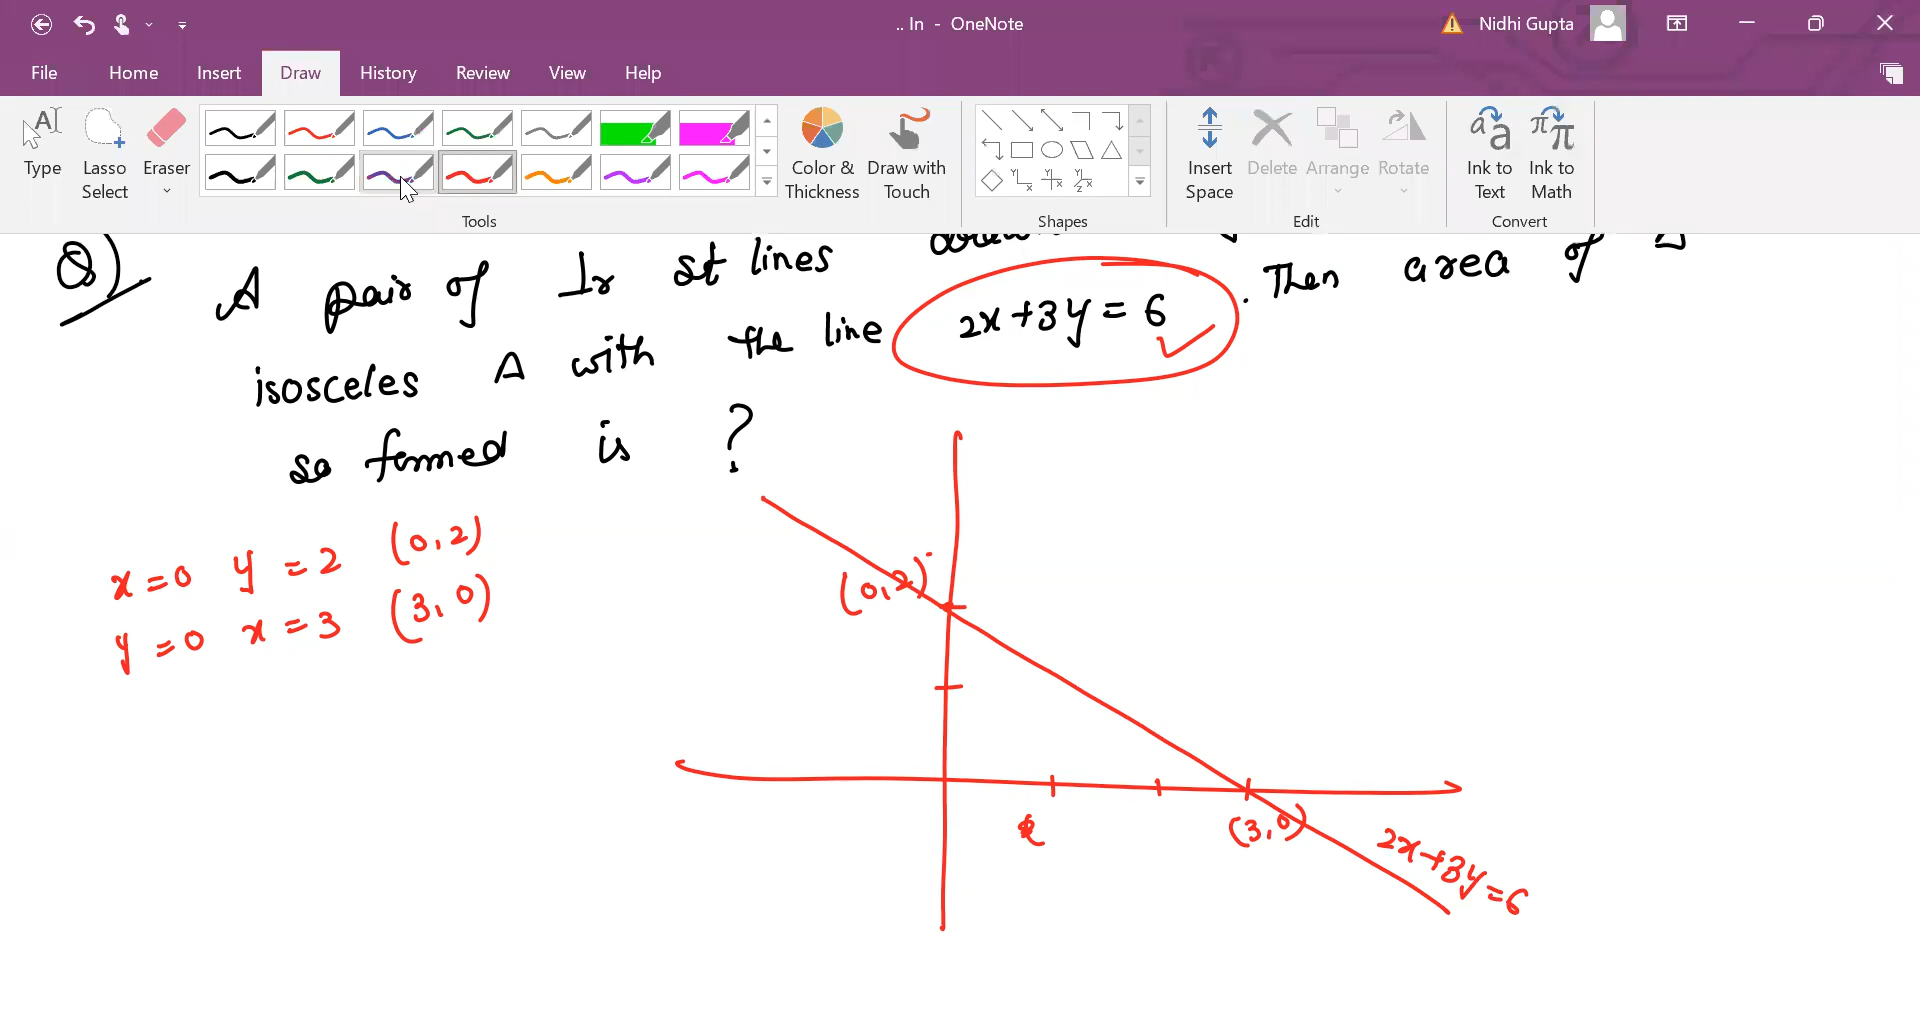 .. In - OneNote
Nidhi Gupta
File Home Insert Draw History Review View Help
Type
Lasso Select
Eraser
Color & Thickness
Draw with Touch
Insert Space
Delete
Arrange
Rotate
Ink to Text
Ink to Math
Tools
Shapes
Edit
Convert
Q) A pair of Ir st lines
isosceles Δ with the line 2x+3y=6. Then area of Δ
so formed is ?
x=0 y=2 (0,2)
y=0 x=3 (3,0)
(0,2)
(3,0)
2x+3y=6